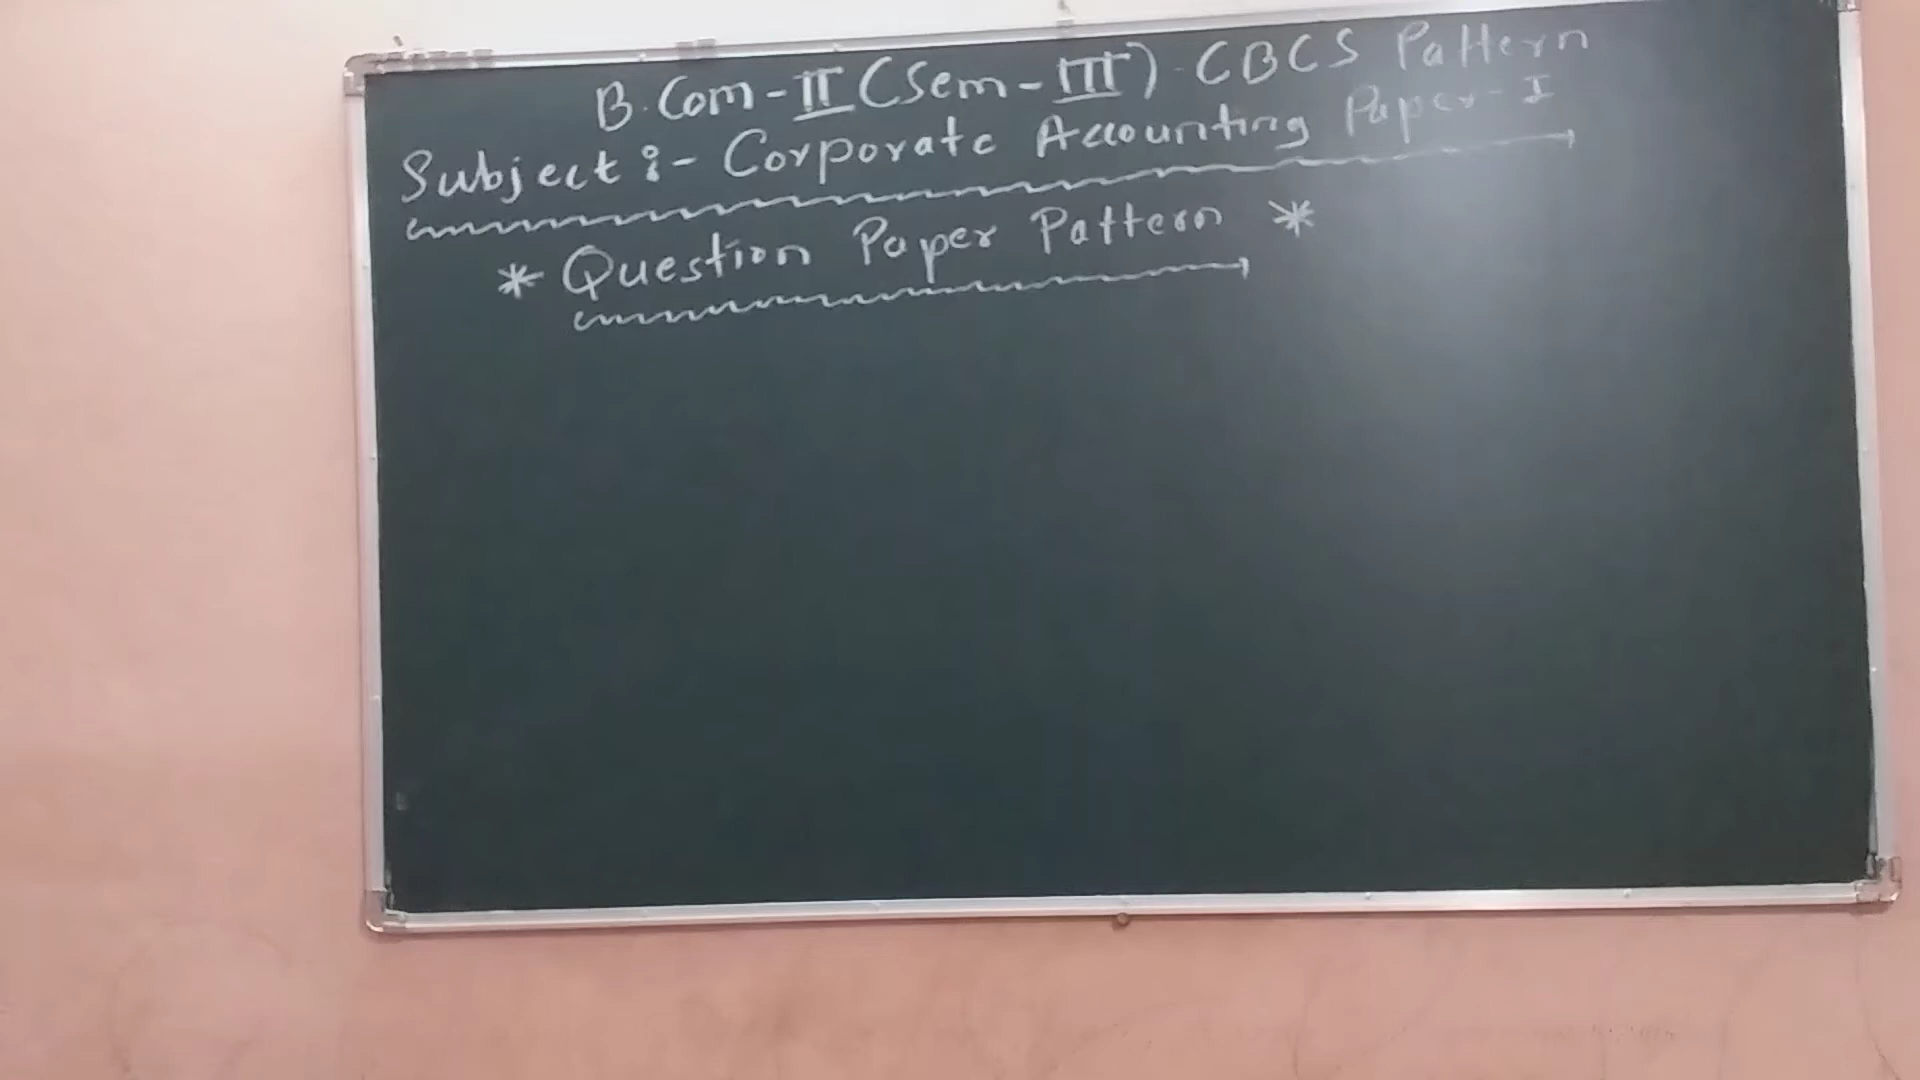 B.Com-II (Sem-III) CBCS Pattern
Subject :- Corporate Accounting Paper-I
* Question Paper Pattern *